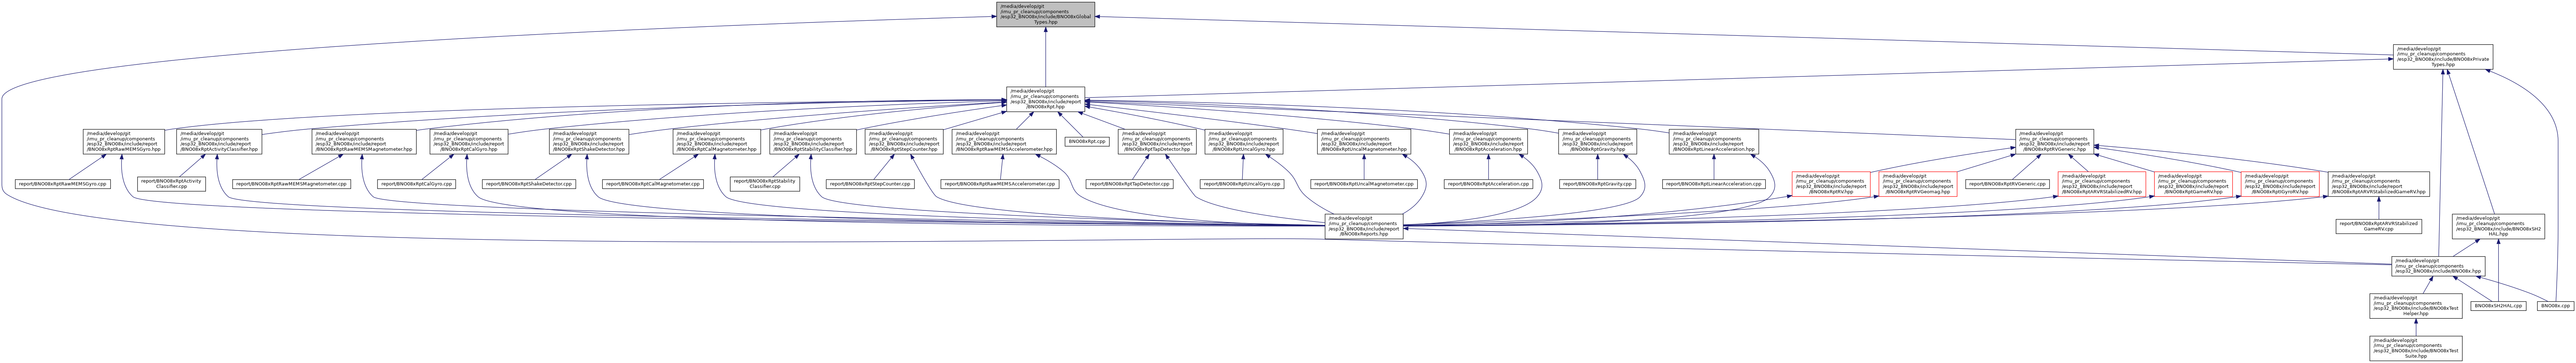 /media/develop/git
/imu_pr_cleanup/components
/esp32_BNO08x/include/BNO08xGlobal
Types.hpp
/media/develop/git
/imu_pr_cleanup/components
/esp32_BNO08x/include/BNO08xPrivate
Types.hpp
/media/develop/git
/imu_pr_cleanup/components
/esp32_BNO08x/include/report
/BNO08xRpt.hpp
/media/develop/git
/imu_pr_cleanup/components
/esp32_BNO08x/include/report
/BNO08xRptRawMEMSGyro.hpp
/media/develop/git
/imu_pr_cleanup/components
/esp32_BNO08x/include/report
/BNO08xRptActivityClassifier.hpp
/media/develop/git
/imu_pr_cleanup/components
/esp32_BNO08x/include/report
/BNO08xRptRawMEMSMagnetometer.hpp
/media/develop/git
/imu_pr_cleanup/components
/esp32_BNO08x/include/report
/BNO08xRptCalGyro.hpp
/media/develop/git
/imu_pr_cleanup/components
/esp32_BNO08x/include/report
/BNO08xRptShakeDetector.hpp
/media/develop/git
/imu_pr_cleanup/components
/esp32_BNO08x/include/report
/BNO08xRptCalMagnetometer.hpp
/media/develop/git
/imu_pr_cleanup/components
/esp32_BNO08x/include/report
/BNO08xRptStabilityClassifier.hpp
/media/develop/git
/imu_pr_cleanup/components
/esp32_BNO08x/include/report
/BNO08xRptStepCounter.hpp
/media/develop/git
/imu_pr_cleanup/components
/esp32_BNO08x/include/report
/BNO08xRptRawMEMSAccelerometer.hpp
BNO08xRpt.cpp
/media/develop/git
/imu_pr_cleanup/components
/esp32_BNO08x/include/report
/BNO08xRptTapDetector.hpp
/media/develop/git
/imu_pr_cleanup/components
/esp32_BNO08x/include/report
/BNO08xRptUncalGyro.hpp
/media/develop/git
/imu_pr_cleanup/components
/esp32_BNO08x/include/report
/BNO08xRptUncalMagnetometer.hpp
/media/develop/git
/imu_pr_cleanup/components
/esp32_BNO08x/include/report
/BNO08xRptAcceleration.hpp
/media/develop/git
/imu_pr_cleanup/components
/esp32_BNO08x/include/report
/BNO08xRptGravity.hpp
/media/develop/git
/imu_pr_cleanup/components
/esp32_BNO08x/include/report
/BNO08xRptLinearAcceleration.hpp
/media/develop/git
/imu_pr_cleanup/components
/esp32_BNO08x/include/report
/BNO08xRptRVGeneric.hpp
report/BNO08xRptRawMEMSGyro.cpp
report/BNO08xRptActivity
Classifier.cpp
report/BNO08xRptRawMEMSMagnetometer.cpp
report/BNO08xRptCalGyro.cpp
report/BNO08xRptShakeDetector.cpp
report/BNO08xRptCalMagnetometer.cpp
report/BNO08xRptStability
Classifier.cpp
report/BNO08xRptStepCounter.cpp
report/BNO08xRptRawMEMSAccelerometer.cpp
report/BNO08xRptTapDetector.cpp
report/BNO08xRptUncalGyro.cpp
report/BNO08xRptUncalMagnetometer.cpp
report/BNO08xRptAcceleration.cpp
report/BNO08xRptGravity.cpp
report/BNO08xRptLinearAcceleration.cpp
/media/develop/git
/imu_pr_cleanup/components
/esp32_BNO08x/include/report
/BNO08xRptRV.hpp
/media/develop/git
/imu_pr_cleanup/components
/esp32_BNO08x/include/report
/BNO08xRptRVGeomag.hpp
report/BNO08xRptRVGeneric.cpp
/media/develop/git
/imu_pr_cleanup/components
/esp32_BNO08x/include/report
/BNO08xRptARVRStabilizedRV.hpp
/media/develop/git
/imu_pr_cleanup/components
/esp32_BNO08x/include/report
/BNO08xRptGameRV.hpp
/media/develop/git
/imu_pr_cleanup/components
/esp32_BNO08x/include/report
/BNO08xRptIGyroRV.hpp
/media/develop/git
/imu_pr_cleanup/components
/esp32_BNO08x/include/report
/BNO08xRptARVRStabilizedGameRV.hpp
/media/develop/git
/imu_pr_cleanup/components
/esp32_BNO08x/include/report
/BNO08xReports.hpp
report/BNO08xRptARVRStabilized
GameRV.cpp
/media/develop/git
/imu_pr_cleanup/components
/esp32_BNO08x/include/BNO08xSH2
HAL.hpp
/media/develop/git
/imu_pr_cleanup/components
/esp32_BNO08x/include/BNO08x.hpp
/media/develop/git
/imu_pr_cleanup/components
/esp32_BNO08x/include/BNO08xTest
Helper.hpp
BNO08xSH2HAL.cpp
BNO08x.cpp
/media/develop/git
/imu_pr_cleanup/components
/esp32_BNO08x/include/BNO08xTest
Suite.hpp